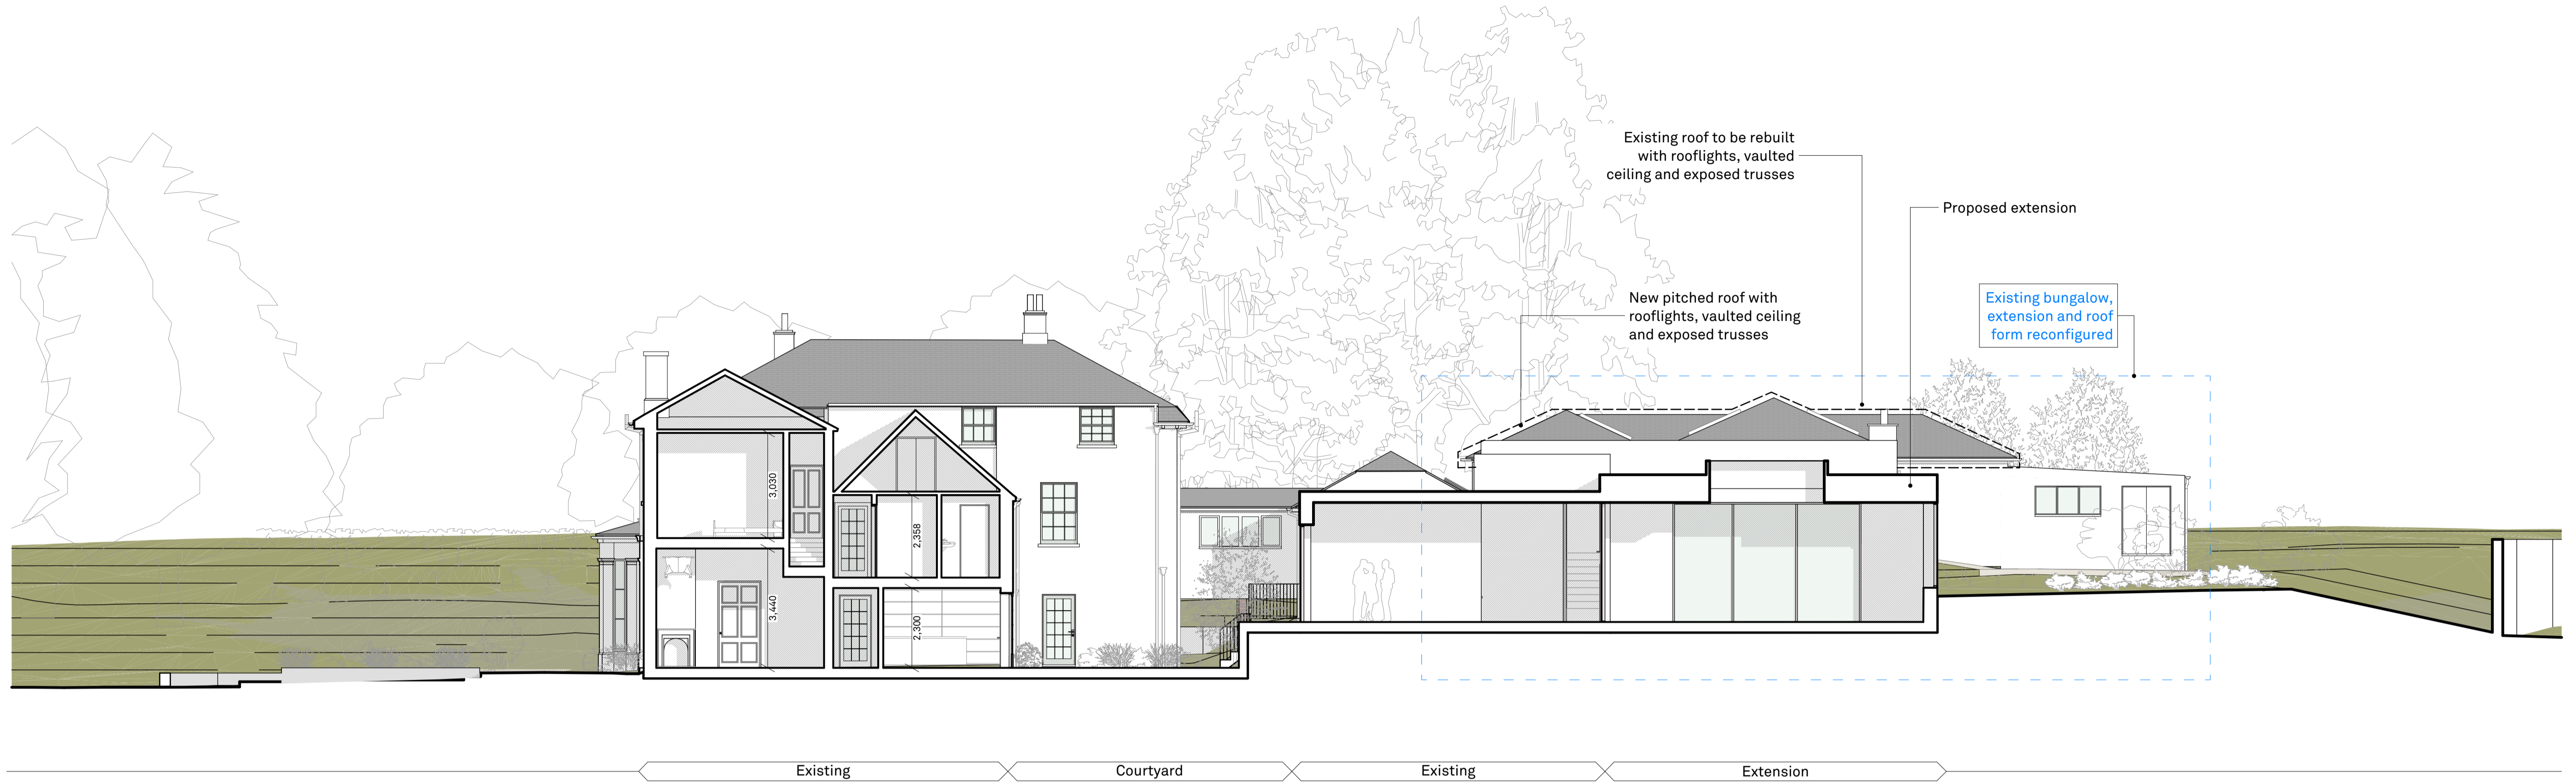 Existing roof to be rebuilt
with rooflights, vaulted
ceiling and exposed trusses
Proposed extension
New pitched roof with
rooflights, vaulted ceiling
and exposed trusses
Existing bungalow,
extension and roof
form reconfigured
3,030
2,358
3,440
2,300
Existing
Courtyard
Existing
Extension